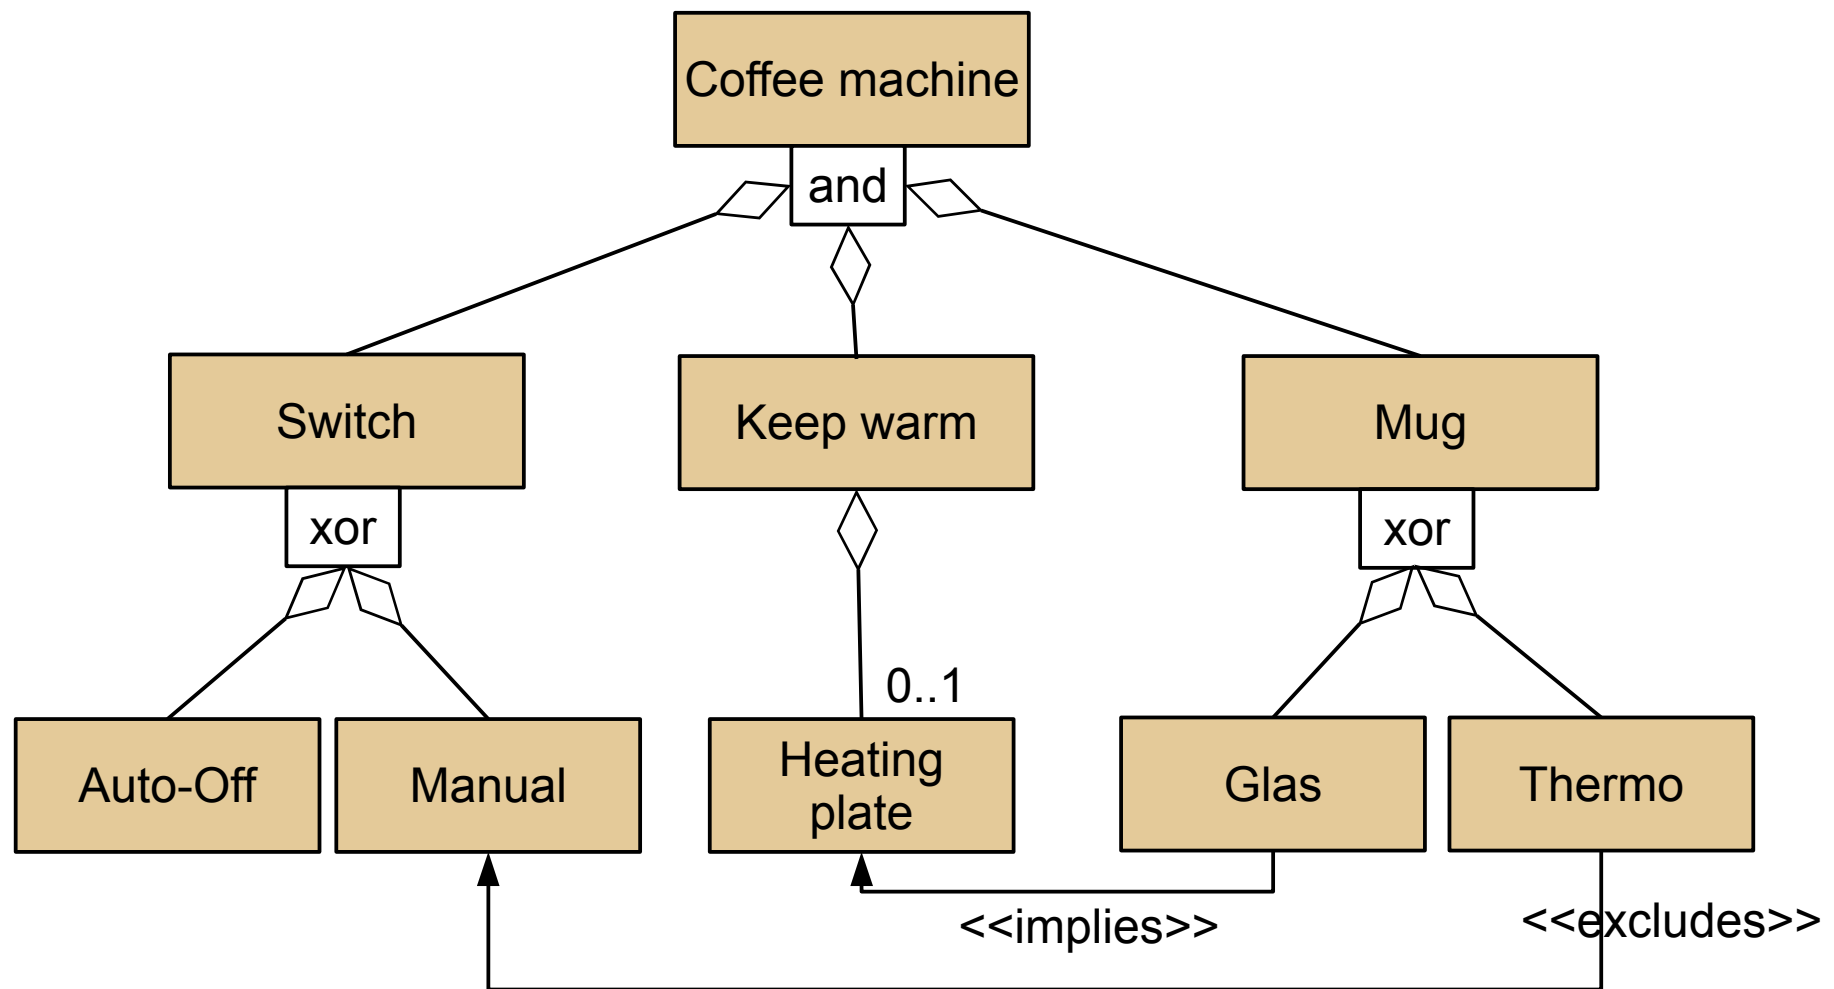 Coffee machine
and
Switch
Keep warm
Mug
xor
xor
0..1
Auto-Off
Manual
Heating
plate
Glas
Thermo
<<implies>>
<<excludes>>